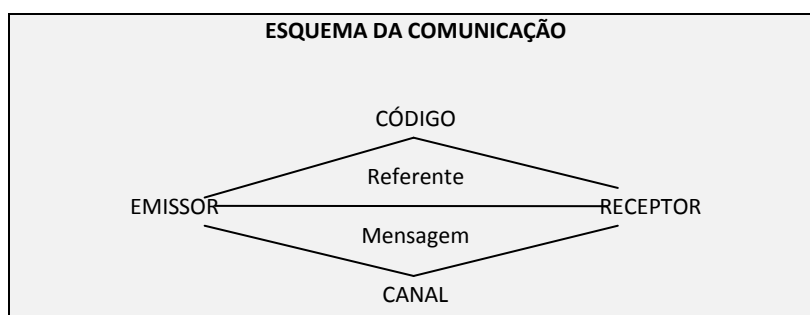 ESQUEMA DA COMUNICAÇÃO
CÓDIGO
Referente
EMISSOR RECEPTOR
Mensagem
CANAL